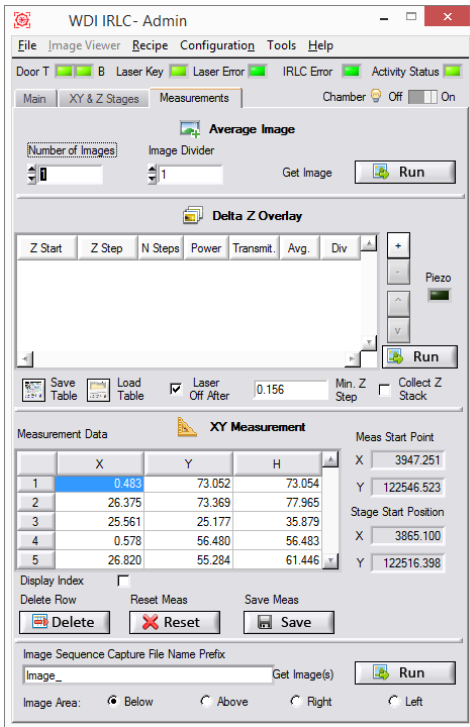 WDI IRLC- Admin
File Image Viewer Recipe Configuration Tools Help
Door T B Laser Key Laser Error IRLC Error Activity Status
Main XY & Z Stages Measurements Chamber Off On
Average Image
Number of Images Image Divider
1 1 Get Image Run
Delta Z Overlay
Z Start Z Step N Steps Power Transmit. Avg. Div +
-
Piezo
^
v
Run
Save Table Load Table Laser Off After 0.156 Min. Z Step Collect Z Stack
XY Measurement
Measurement Data Meas Start Point
X Y H X 3947.251
1 0.483 73.052 73.054
2 26.375 73.369 77.965 Y 122546.523
3 25.561 25.177 35.879 Stage Start Position
4 0.578 56.480 56.483 X 3865.100
5 26.820 55.284 61.446 Y 122516.398
Display Index
Delete Row Reset Meas Save Meas
Delete Reset Save
Image Sequence Capture File Name Prefix
Image_ Get Image(s) Run
Image Area: Below Above Right Left